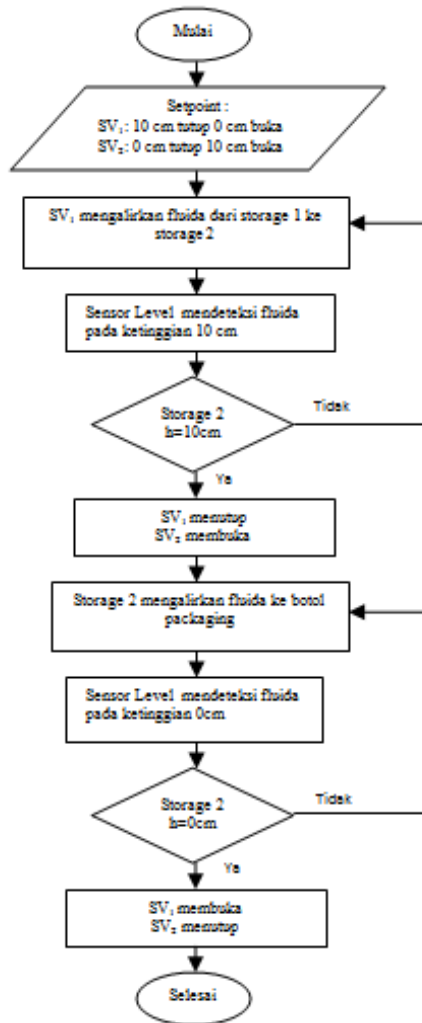 Mulai
Setpoint :
SV₁: 10 cm tutup 0 cm buka
SV₂: 0 cm tutup 10 cm buka
SV₁ mengalirkan fluida dari storage 1 ke
storage 2
Sensor Level mendeteksi fluida
pada ketinggian 10 cm
Storage 2
h=10cm
Tidak
Ya
SV₁ menutup
SV₂ membuka
Storage 2 mengalirkan fluida ke botol
packaging
Sensor Level mendeteksi fluida
pada ketinggian 0cm
Storage 2
h=0cm
Tidak
Ya
SV₁ membuka
SV₂ menutup
Selesai